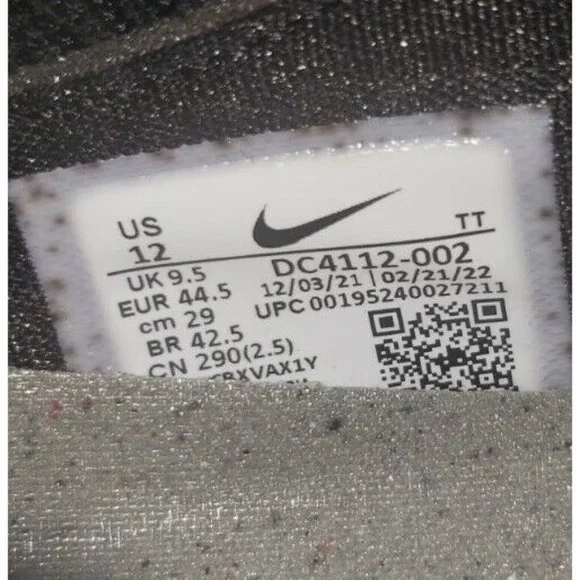 US
12
TT
UK 9.5
EUR 44.5
cm 29
BR 42.5
CN 290(2.5)
DC4112-002
12/03/21 | 02/21/22
UPC 00195240027211